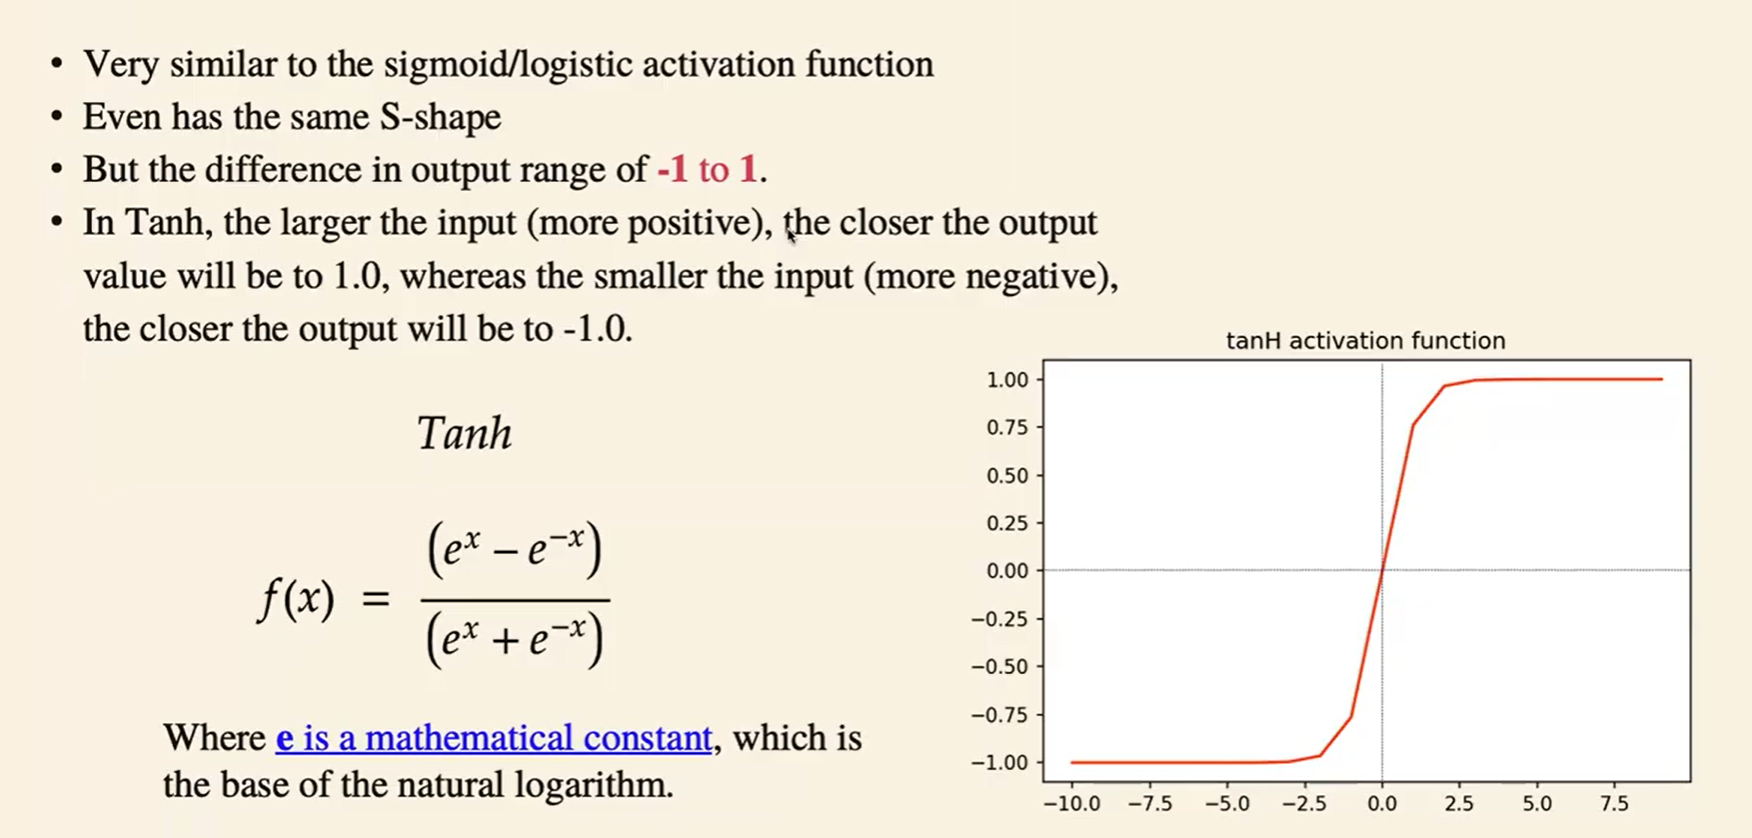 • Very similar to the sigmoid/logistic activation function
• Even has the same S-shape
• But the difference in output range of -1 to 1.
• In Tanh, the larger the input (more positive), the closer the output
value will be to 1.0, whereas the smaller the input (more negative),
the closer the output will be to -1.0.
Tanh
f(x) = (e^x − e^−x) / (e^x + e^−x)
Where e is a mathematical constant, which is
the base of the natural logarithm.
tanH activation function
1.00
0.75
0.50
0.25
0.00
−0.25
−0.50
−0.75
−1.00
−10.0 −7.5 −5.0 −2.5 0.0 2.5 5.0 7.5